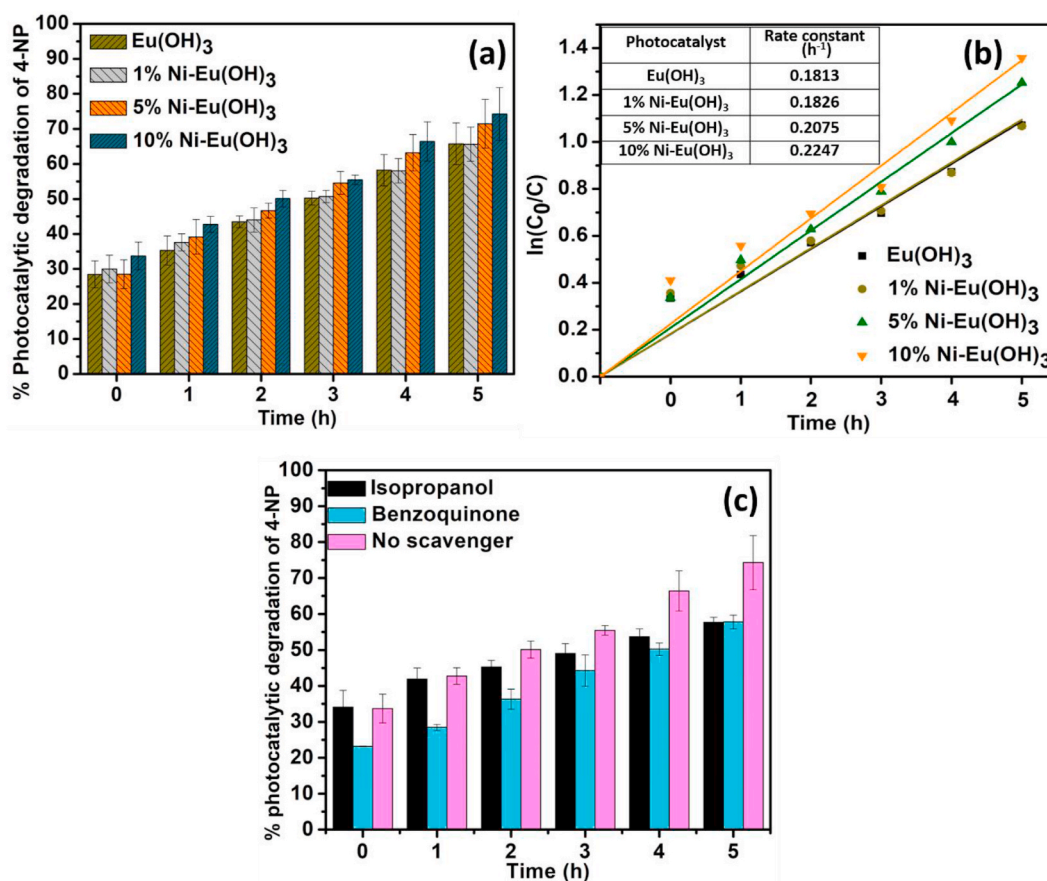 (a)
% Photocatalytic degradation of 4-NP
100
90
80
70
60
50
40
30
20
10
0
Eu(OH)3
1% Ni-Eu(OH)3
5% Ni-Eu(OH)3
10% Ni-Eu(OH)3
0 1 2 3 4 5
Time (h)
(b)
ln(C0/C)
1.4
1.2
1.0
0.8
0.6
0.4
0.2
0.0
Photocatalyst Rate constant
(h-1)
Eu(OH)3 0.1813
1% Ni-Eu(OH)3 0.1826
5% Ni-Eu(OH)3 0.2075
10% Ni-Eu(OH)3 0.2247
Eu(OH)3
1% Ni-Eu(OH)3
5% Ni-Eu(OH)3
10% Ni-Eu(OH)3
0 1 2 3 4 5
Time (h)
(c)
% photocatalytic degradation of 4-NP
100
90
80
70
60
50
40
30
20
10
0
Isopropanol
Benzoquinone
No scavenger
0 1 2 3 4 5
Time (h)